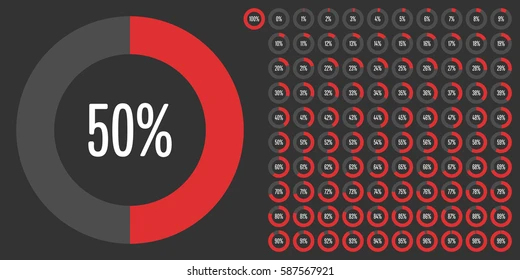 50%
100% 0% 1% 2% 3% 4% 5% 6% 7% 8% 9%
10% 11% 12% 13% 14% 15% 16% 17% 18% 19%
20% 21% 22% 23% 24% 25% 26% 27% 28% 29%
30% 31% 32% 33% 34% 35% 36% 37% 38% 39%
40% 41% 42% 43% 44% 45% 46% 47% 48% 49%
50% 51% 52% 53% 54% 55% 56% 57% 58% 59%
60% 61% 62% 63% 64% 65% 66% 67% 68% 69%
70% 71% 72% 73% 74% 75% 76% 77% 78% 79%
80% 81% 82% 83% 84% 85% 86% 87% 88% 89%
90% 91% 92% 93% 94% 95% 96% 97% 98% 99%
shutterstock.com · 587567921